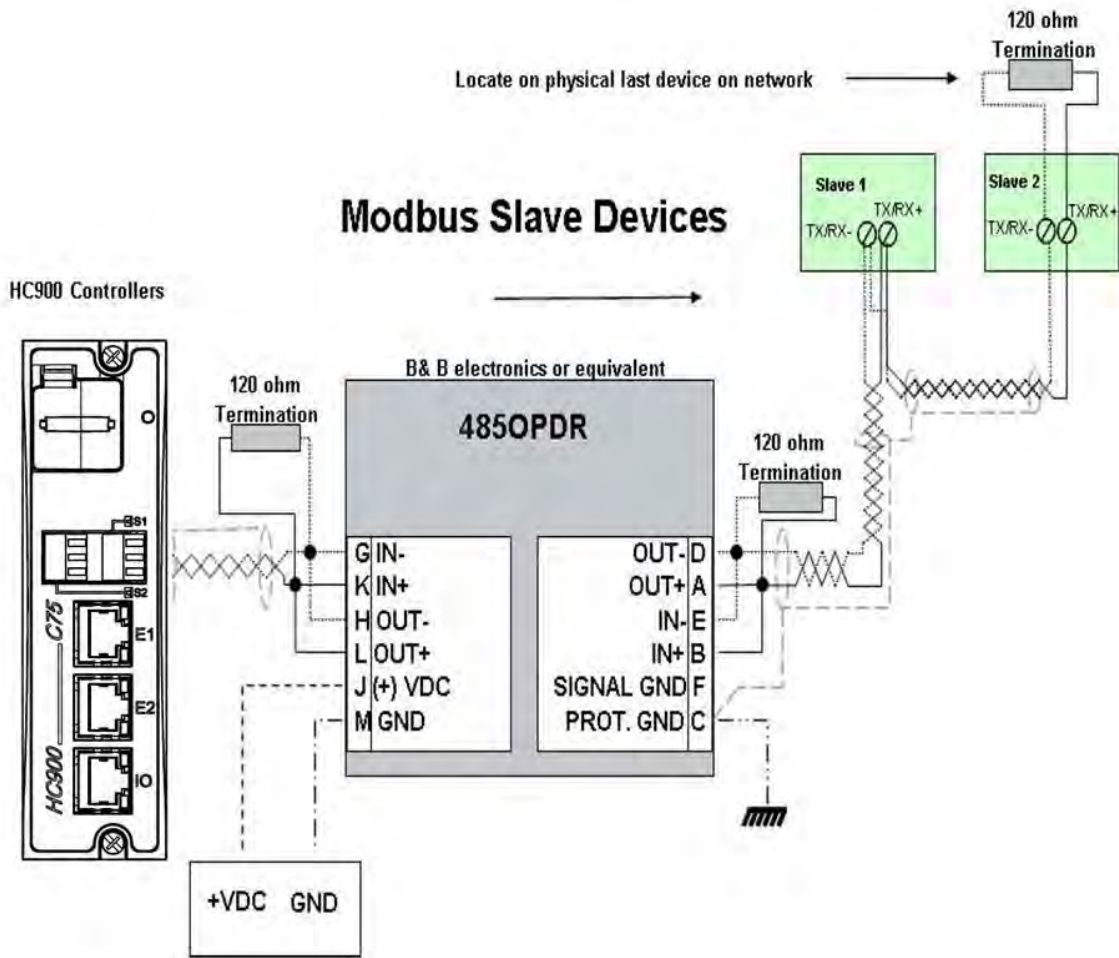 120 ohm
Termination
Locate on physical last device on network
Slave 1
TX/RX+
TX/RX-
Slave 2
TX/RX+
TX/RX-
Modbus Slave Devices
HC900 Controllers
B& B electronics or equivalent
485OPDR
120 ohm
Termination
120 ohm
Termination
S1
S2
C75
HC900
E1
E2
IO
G IN-
K IN+
H OUT-
L OUT+
J (+) VDC
M GND
OUT- D
OUT+ A
IN- E
IN+ B
SIGNAL GND F
PROT. GND C
+VDC GND